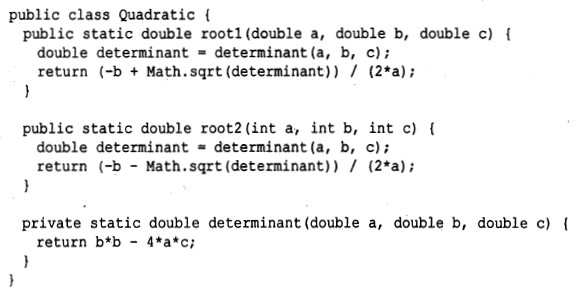 public class Quadratic {
  public static double root1(double a, double b, double c) {
    double determinant = determinant(a, b, c);
    return (-b + Math.sqrt(determinant)) / (2*a);
  }

  public static double root2(int a, int b, int c) {
    double determinant = determinant(a, b, c);
    return (-b - Math.sqrt(determinant)) / (2*a);
  }

  private static double determinant(double a, double b, double c) {
    return b*b - 4*a*c;
  }
}